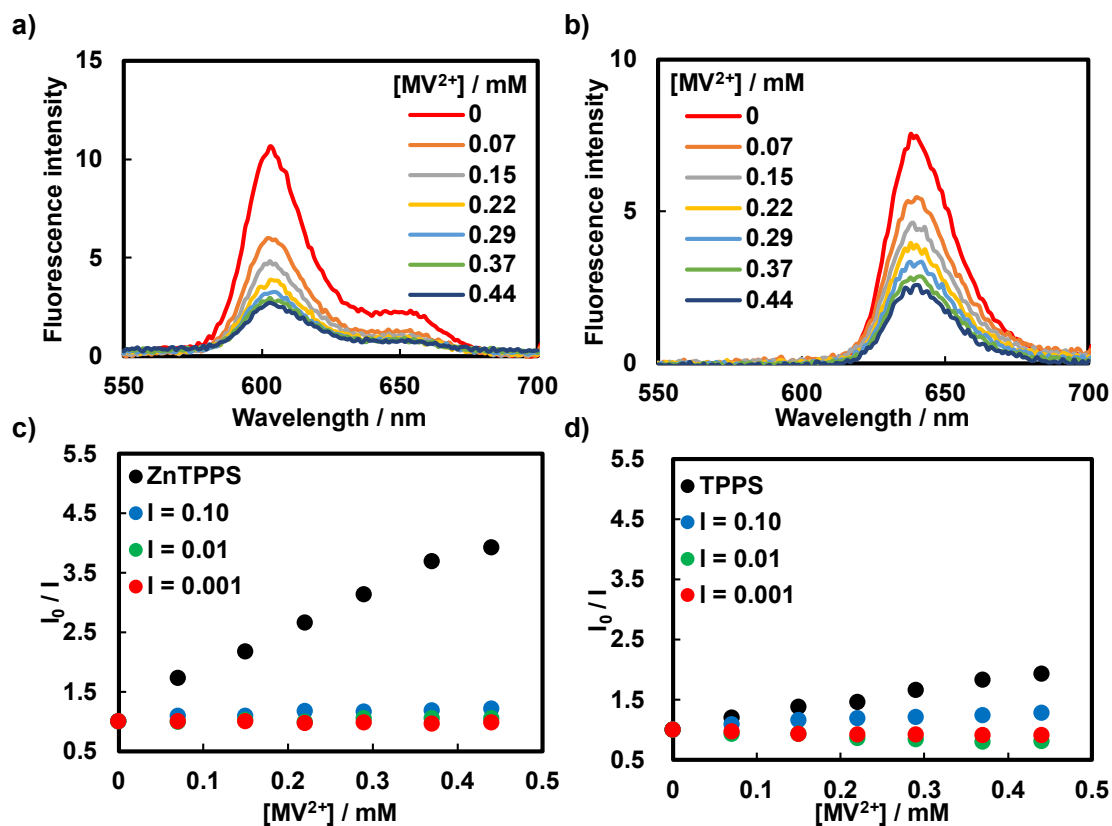 a)
15
10
5
0
Fluorescence intensity
[MV²⁺] / mM
0
0.07
0.15
0.22
0.29
0.37
0.44
550
600
650
700
Wavelength / nm
b)
10
5
0
Fluorescence intensity
[MV²⁺] / mM
0
0.07
0.15
0.22
0.29
0.37
0.44
550
600
650
700
Wavelength / nm
c)
5.5
4.5
3.5
2.5
1.5
0.5
I₀ / I
ZnTPPS
I = 0.10
I = 0.01
I = 0.001
0
0.1
0.2
0.3
0.4
0.5
[MV²⁺] / mM
d)
5.5
4.5
3.5
2.5
1.5
0.5
I₀ / I
TPPS
I = 0.10
I = 0.01
I = 0.001
0
0.1
0.2
0.3
0.4
0.5
[MV²⁺] / mM